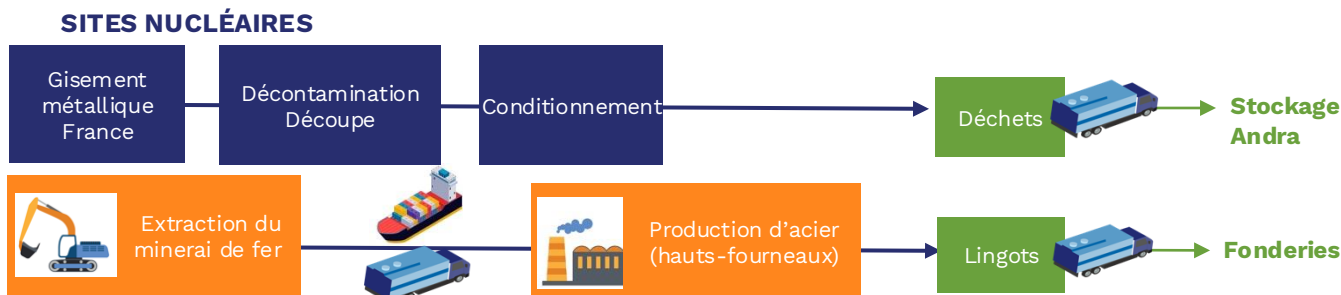 SITES NUCLÉAIRES
Gisement
métallique
France
Décontamination
Découpe
Conditionnement
Déchets
Stockage
Andra
Extraction du
minerai de fer
Production d’acier
(hauts-fourneaux)
Lingots
Fonderies